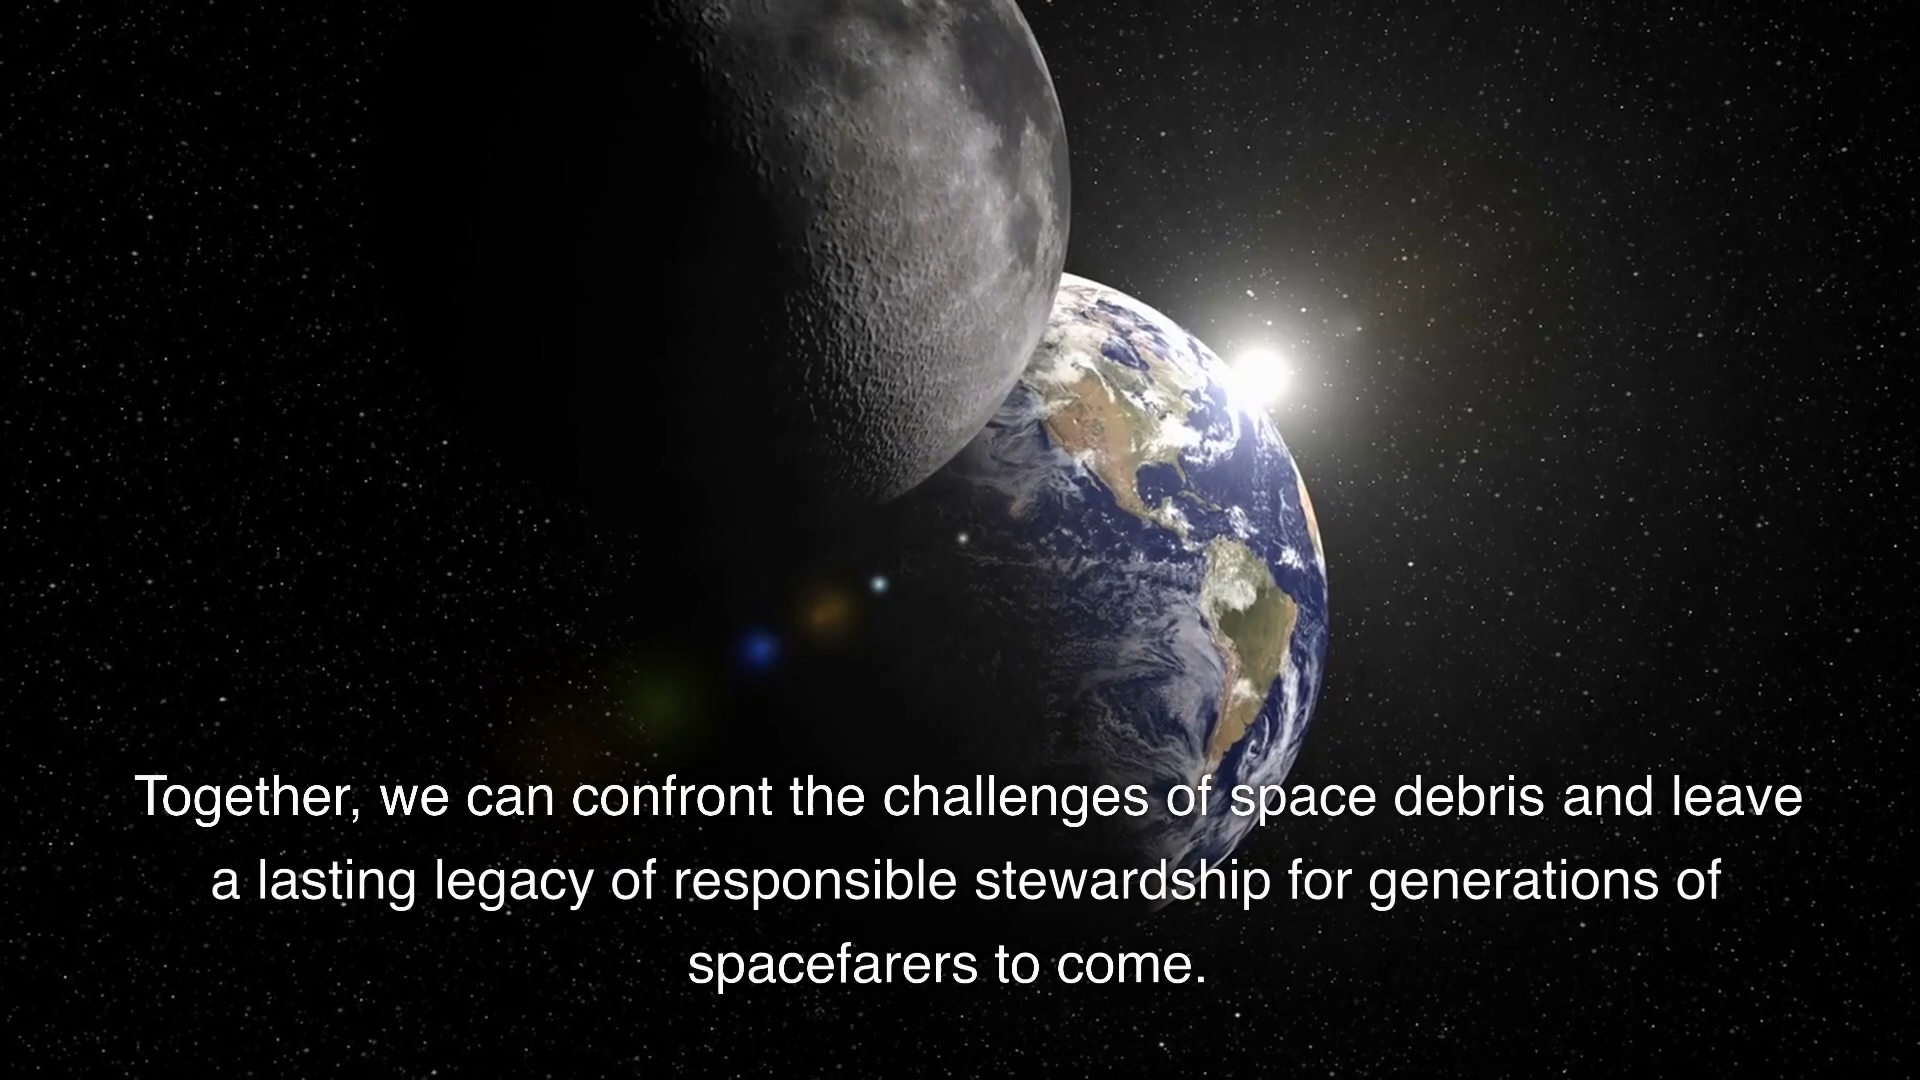 Together, we can confront the challenges of space debris and leave
a lasting legacy of responsible stewardship for generations of
spacefarers to come.